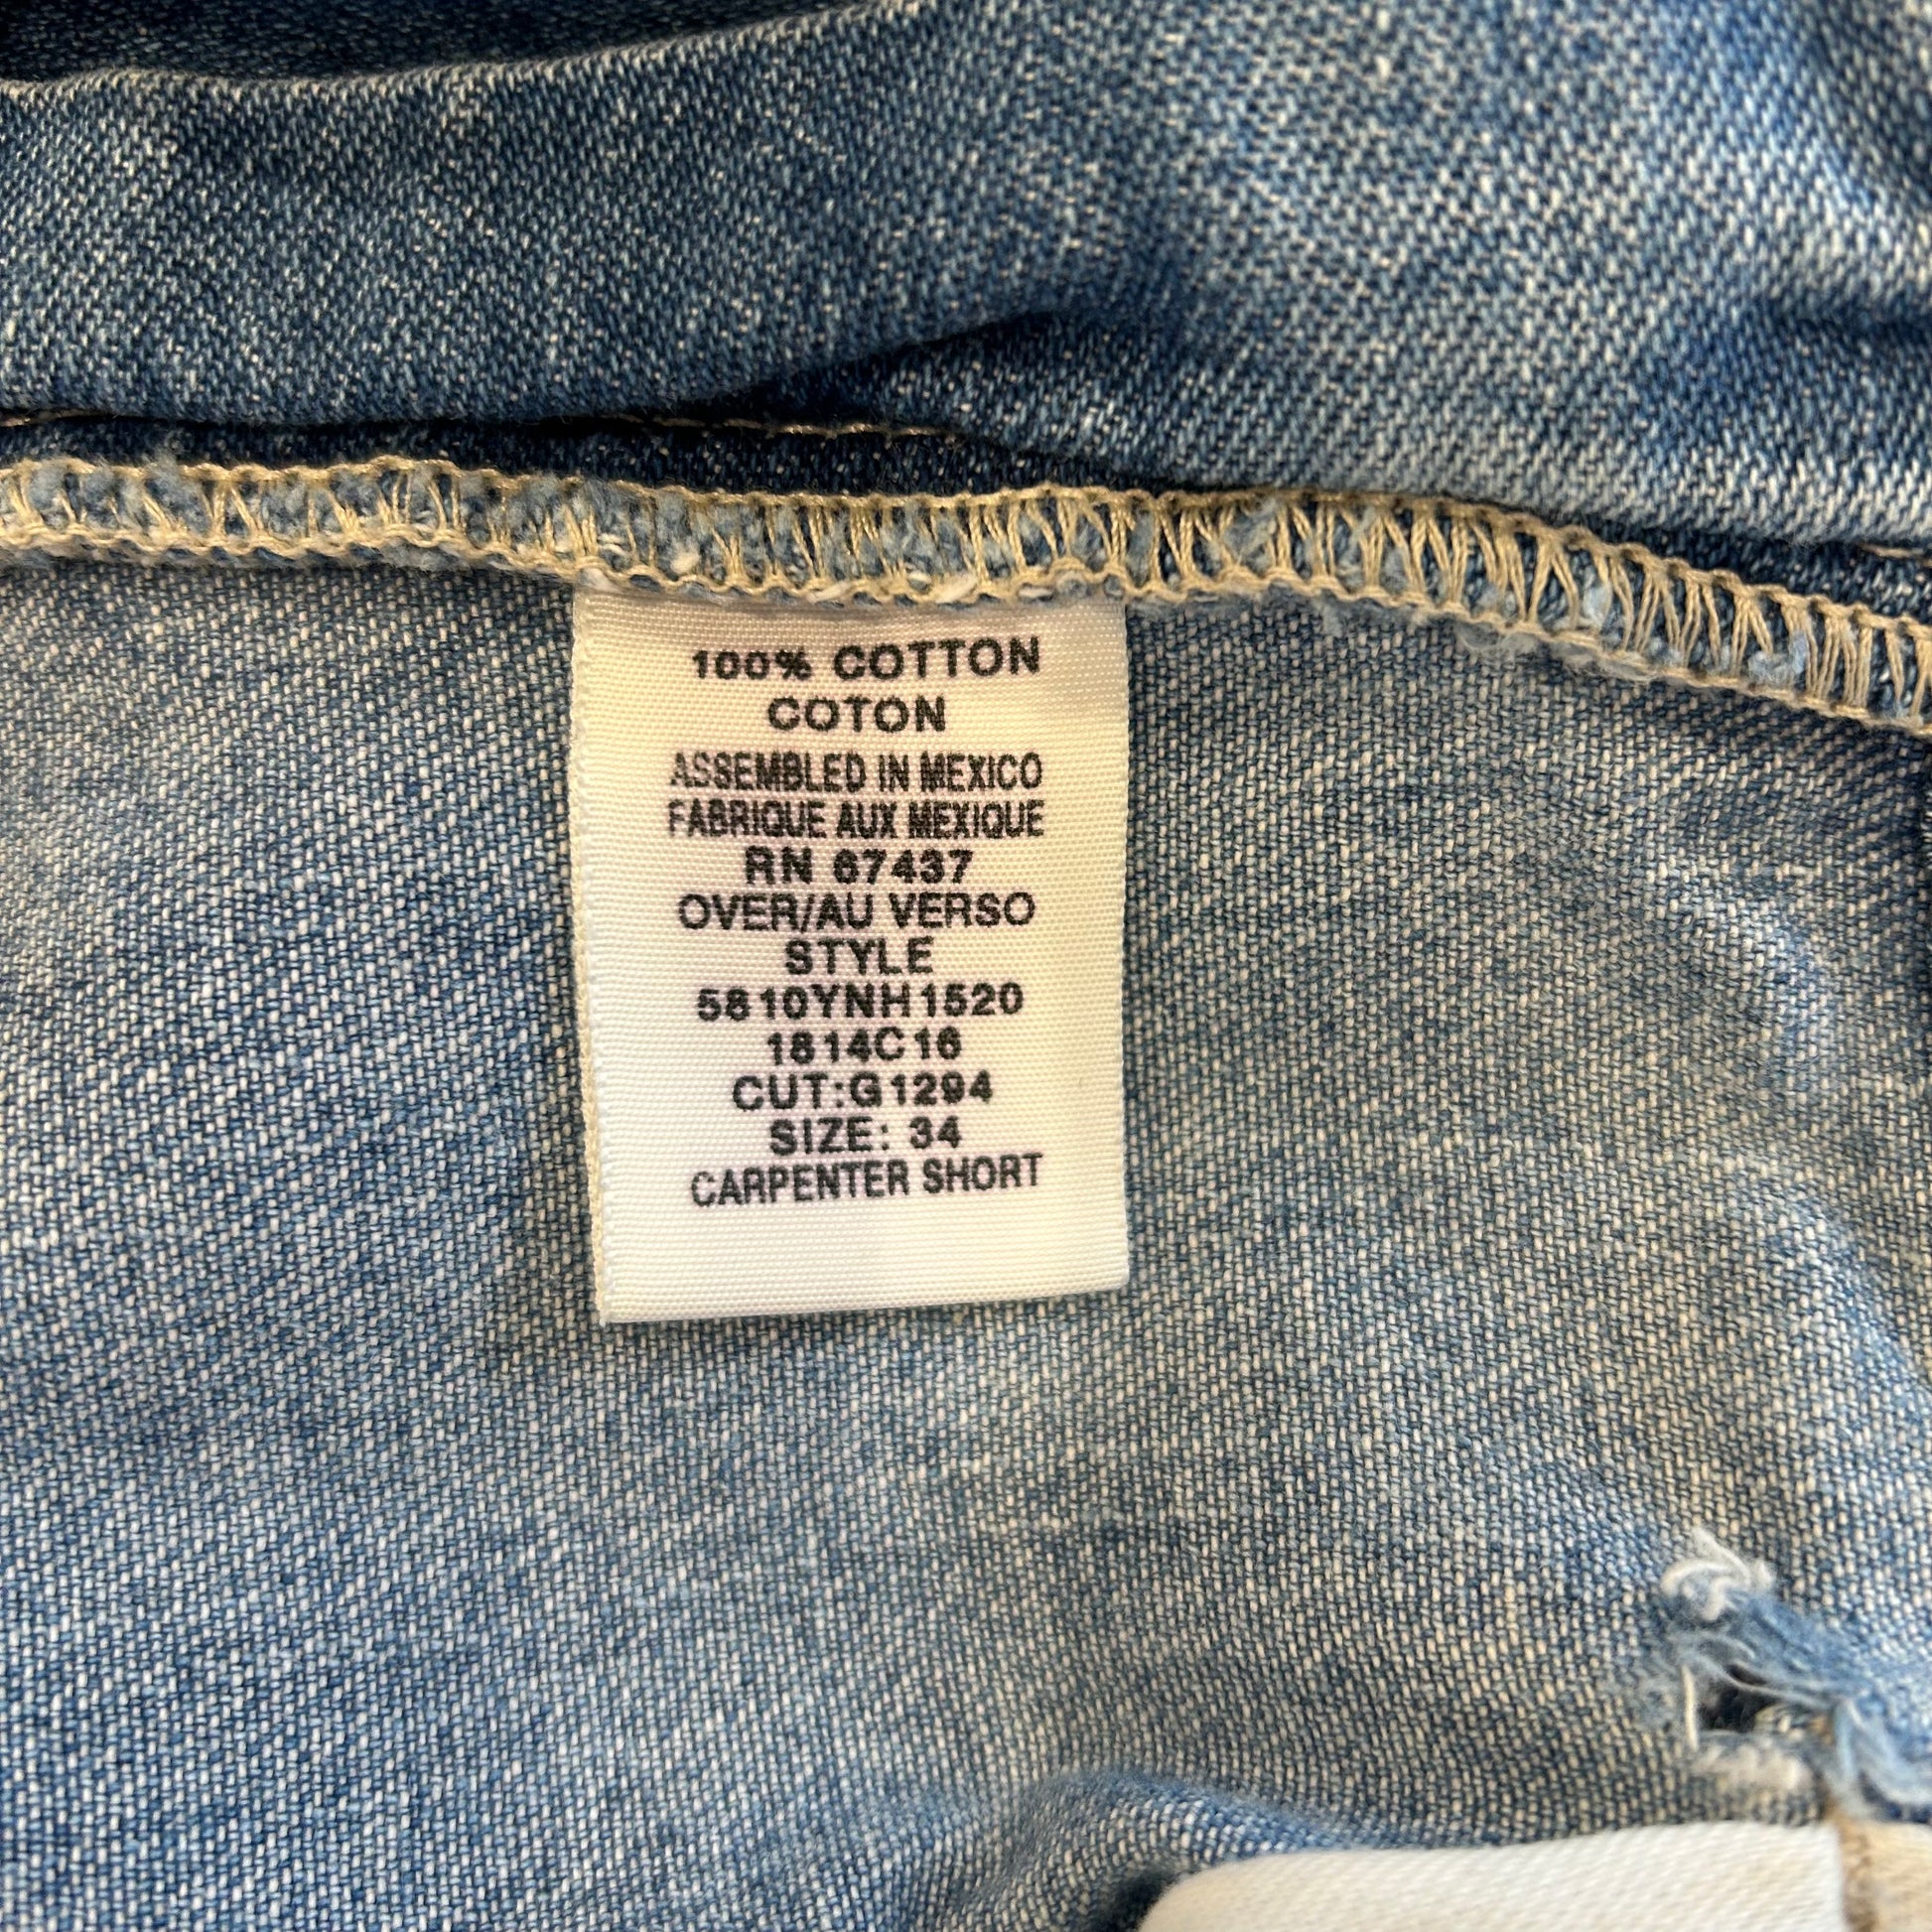 100% COTTON
COTON
ASSEMBLED IN MEXICO
FABRIQUE AUX MEXIQUE
RN 67437
OVER/AU VERSO
STYLE
5810YNH1520
1814C16
CUT:G1294
SIZE: 34
CARPENTER SHORT